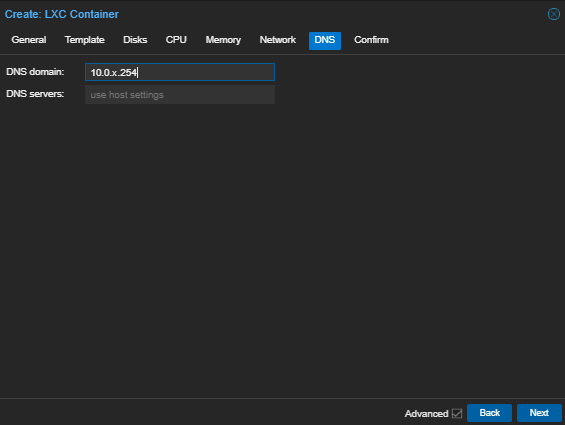 Create: LXC Container
General Template Disks CPU Memory Network DNS Confirm
DNS domain: 10.0.x.254
DNS servers: use host settings
Advanced Back Next